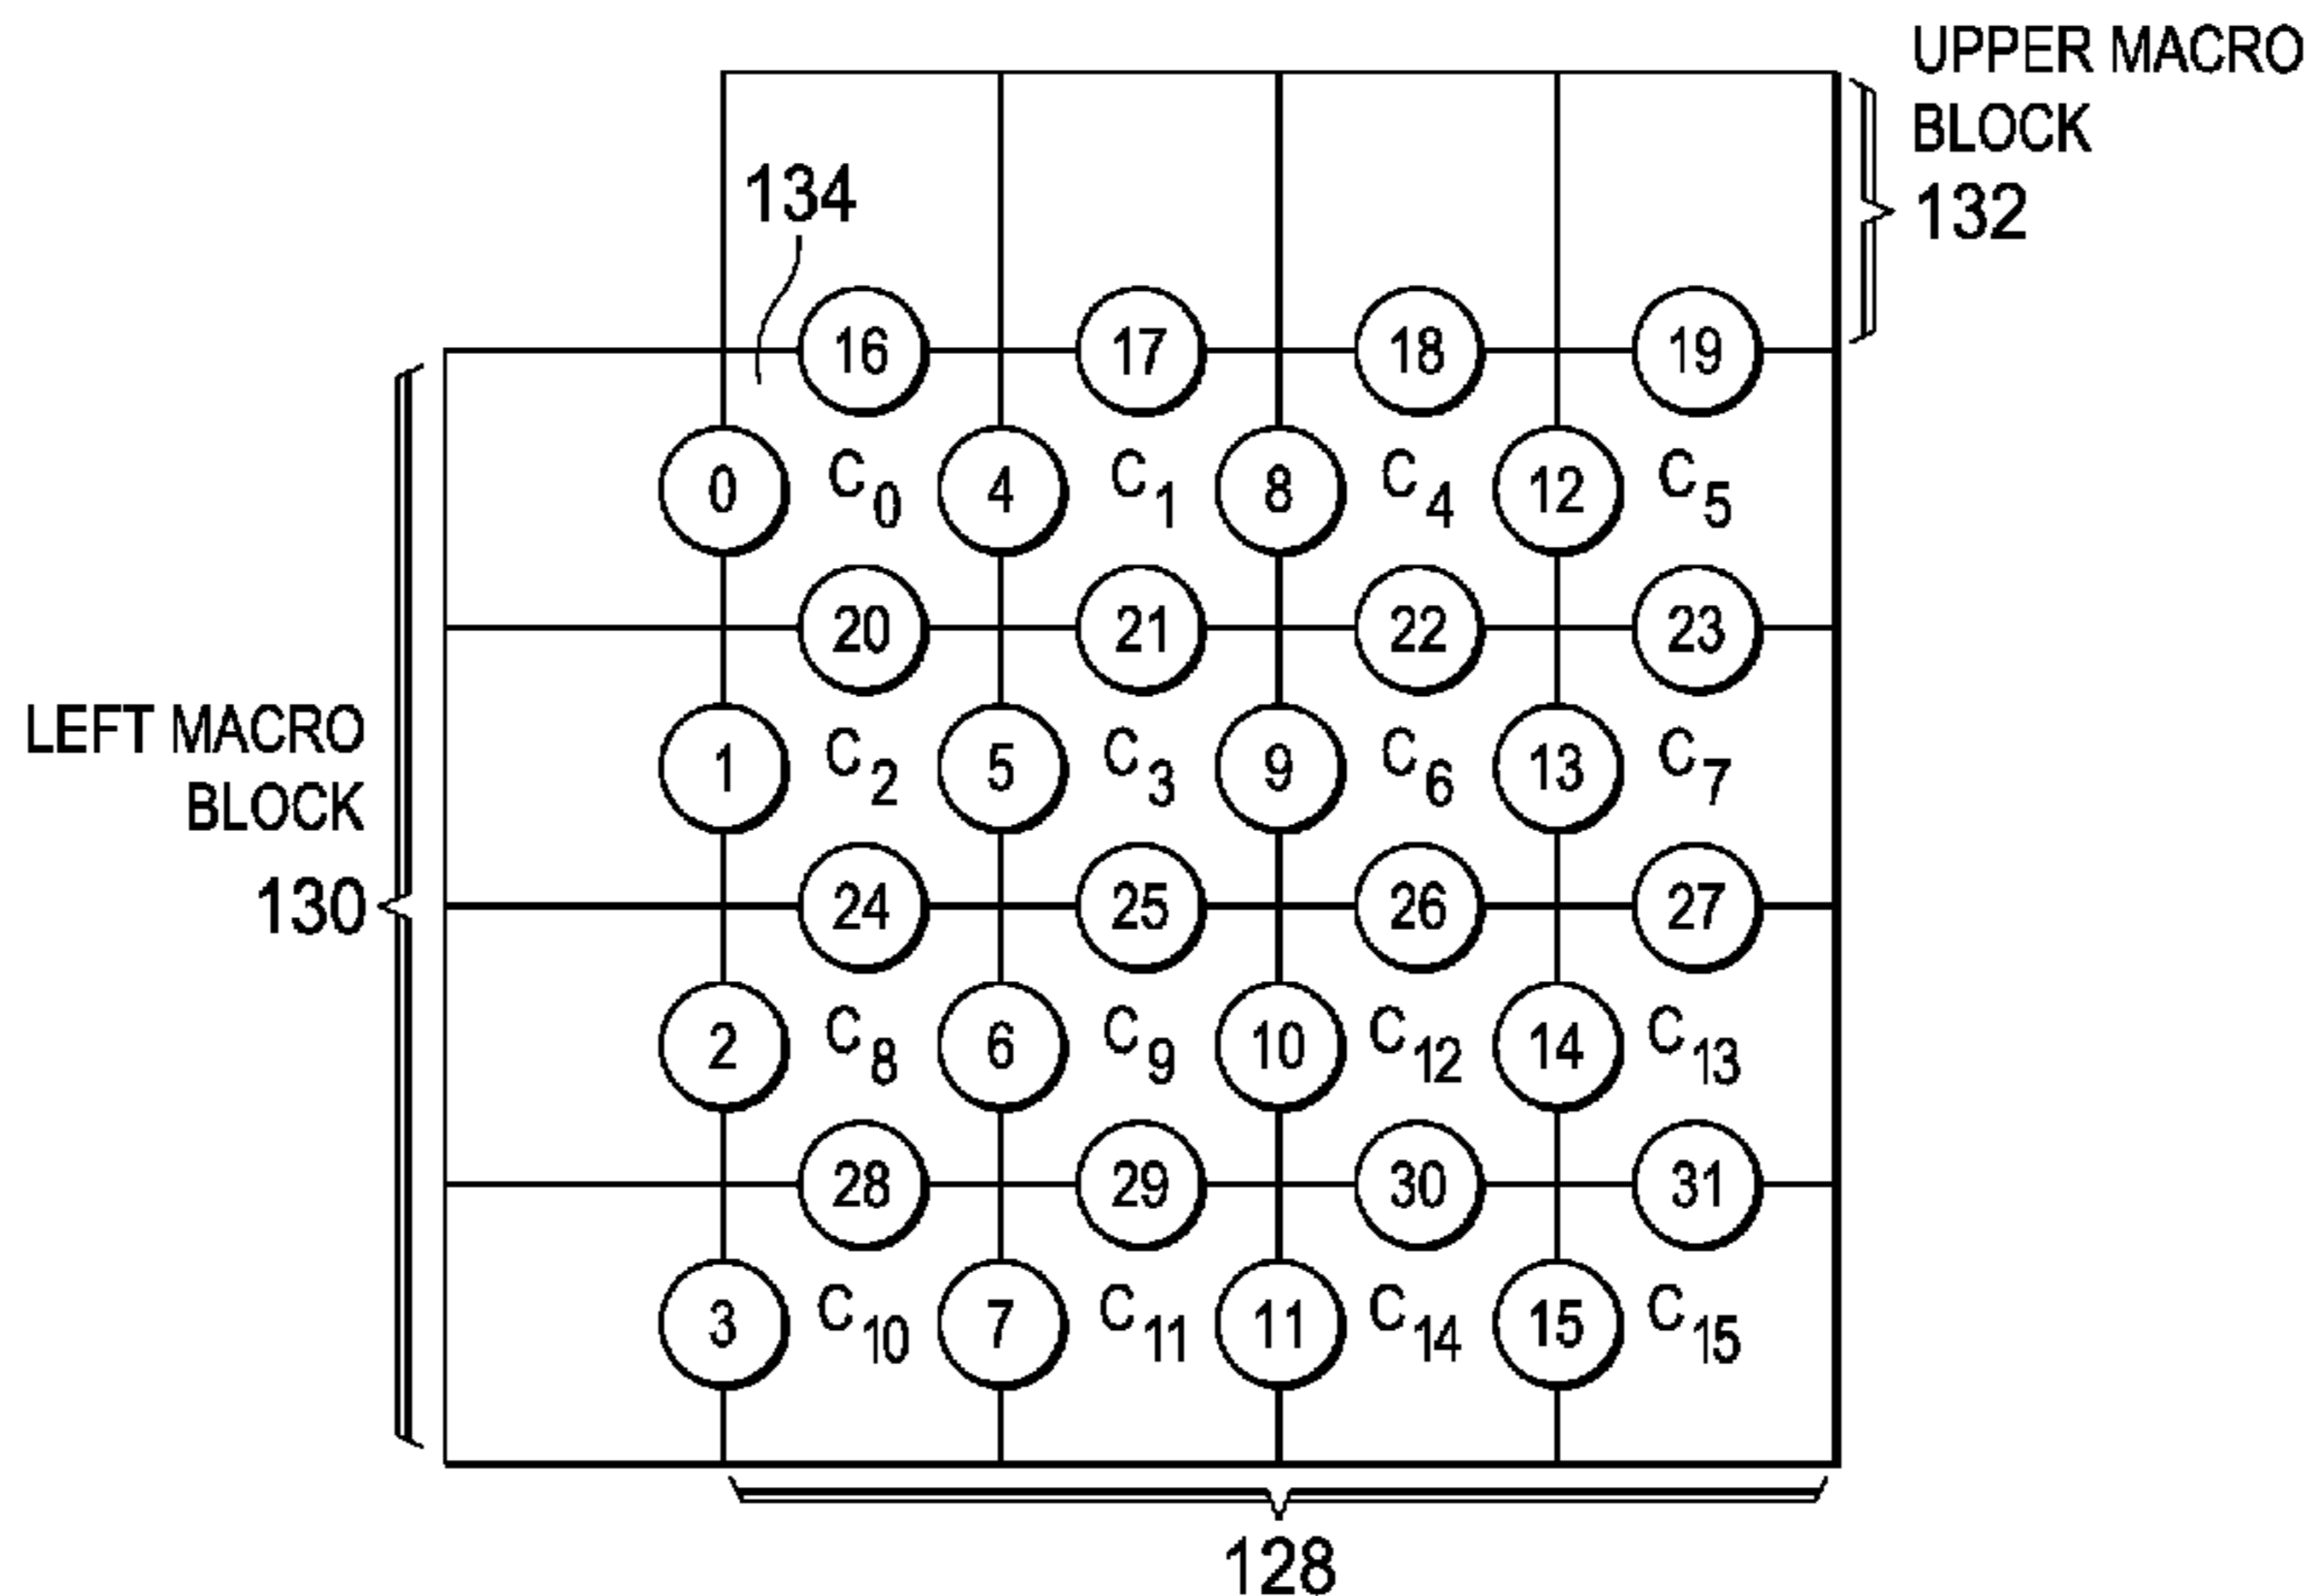 UPPER MACRO
BLOCK
132
134
16 17 18 19
0 C0 4 C1 8 C4 12 C5
20 21 22 23
LEFT MACRO
BLOCK
130
1 C2 5 C3 9 C6 13 C7
24 25 26 27
2 C8 6 C9 10 C12 14 C13
28 29 30 31
3 C10 7 C11 11 C14 15 C15
128